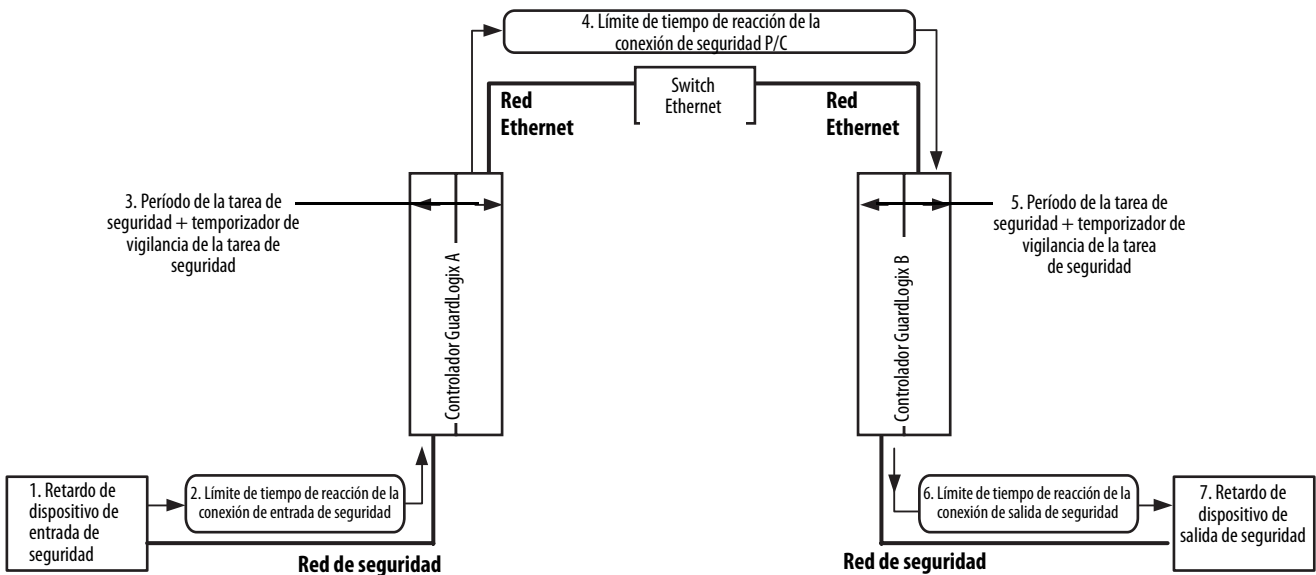 4. Límite de tiempo de reacción de la
conexión de seguridad P/C
Switch
Ethernet
Red
Ethernet
Red
Ethernet
3. Período de la tarea de
seguridad + temporizador de
vigilancia de la tarea de
seguridad
Controlador GuardLogix A
Controlador GuardLogix B
5. Período de la tarea de
seguridad + temporizador de
vigilancia de la tarea
de seguridad
1. Retardo de
dispositivo de
entrada de
seguridad
2. Límite de tiempo de reacción de la
conexión de entrada de seguridad
Red de seguridad
6. Límite de tiempo de reacción de la
conexión de salida de seguridad
Red de seguridad
7. Retardo de
dispositivo de
salida de seguridad